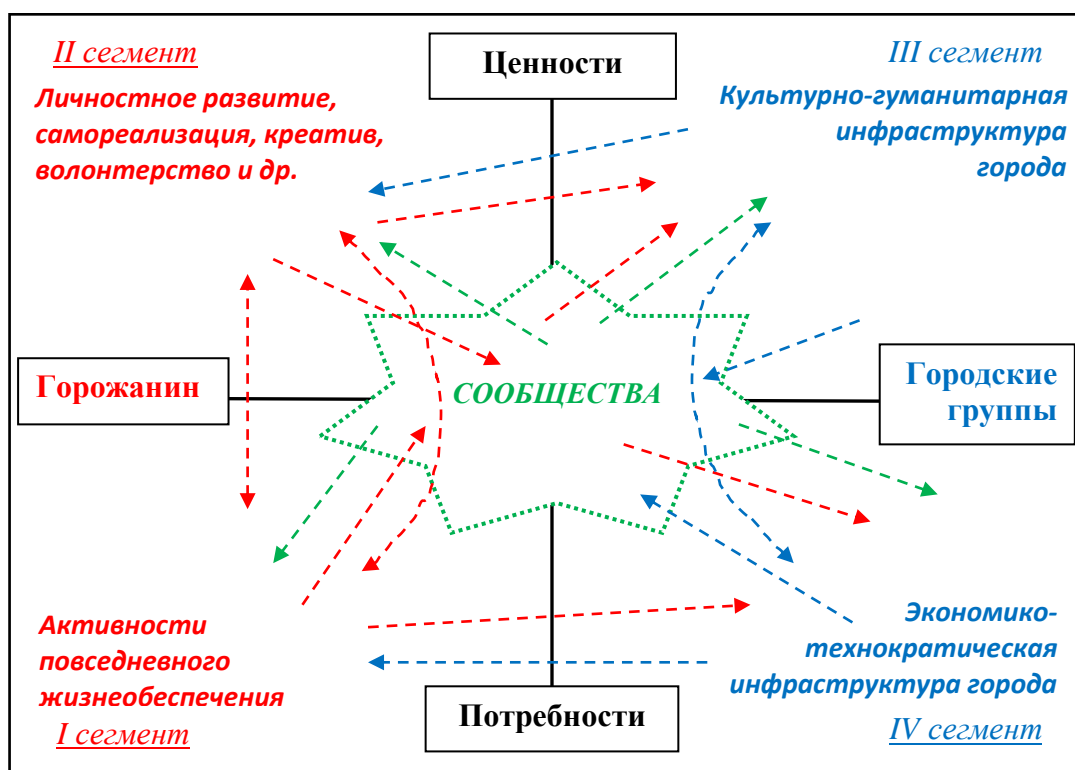 II сегмент
Личностное развитие,
самореализация, креатив,
волонтерство и др.
Ценности
III сегмент
Культурно-гуманитарная
инфраструктура
города
Горожанин
СООБЩЕСТВА
Городские
группы
Активности
повседневного
жизнеобеспечения
I сегмент
Потребности
Экономико-
технократическая
инфраструктура города
IV сегмент